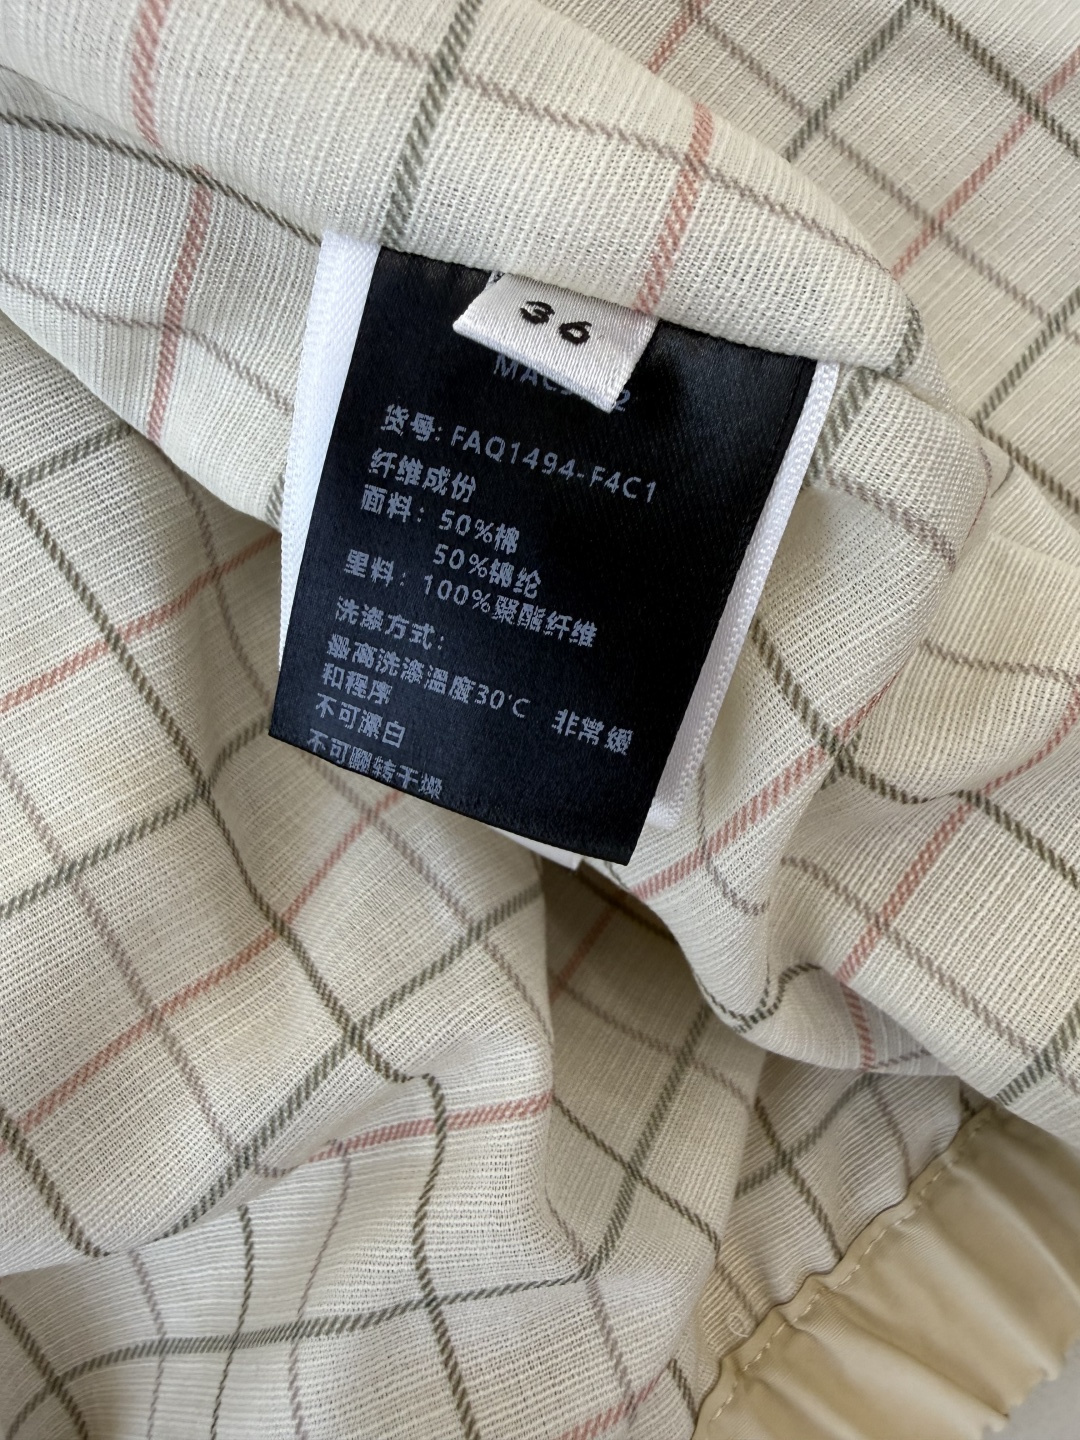 36
货号: FAQ1494-F4C1
纤维成份
面料: 50%棉
50%锦纶
里料: 100%聚酯纤维
洗涤方式:
最高洗涤温度30°C 非常缓
和程序
不可漂白
不可翻转干燥